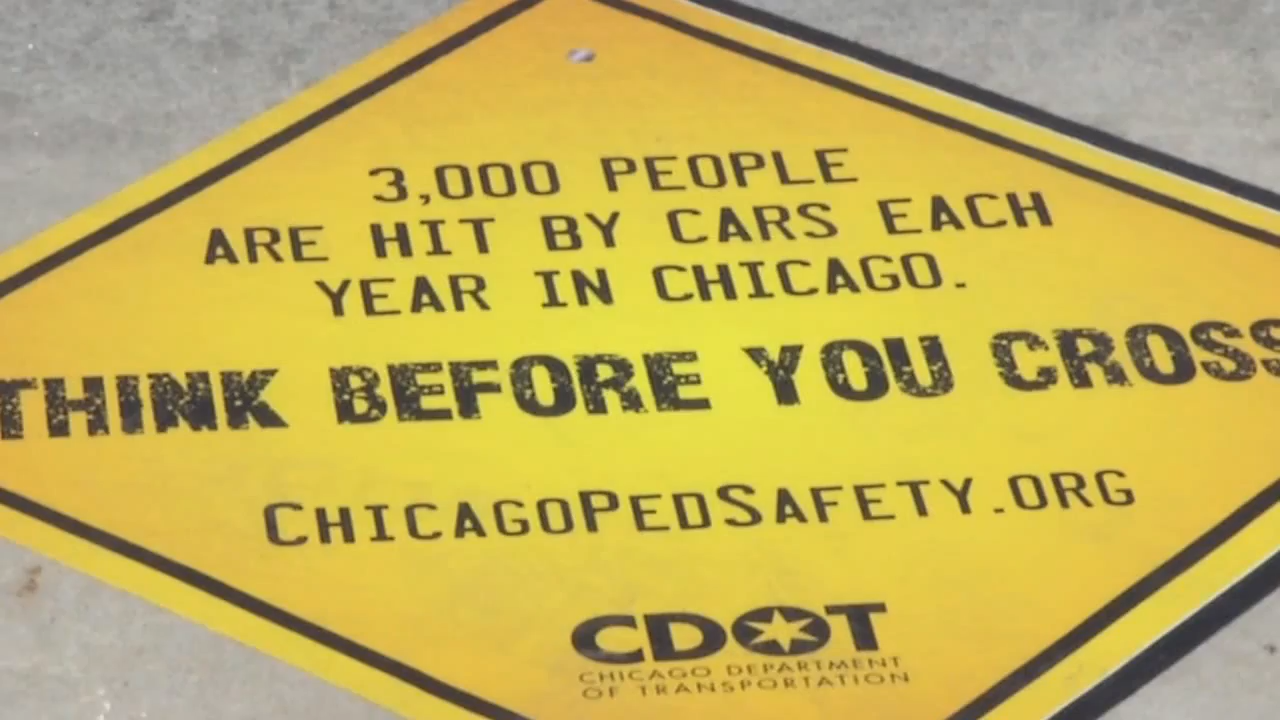 3,000 PEOPLE
ARE HIT BY CARS EACH
YEAR IN CHICAGO.
THINK BEFORE YOU CROSS
CHICAGOPEDSAFETY.ORG
CDOT
CHICAGO DEPARTMENT
OF TRANSPORTATION